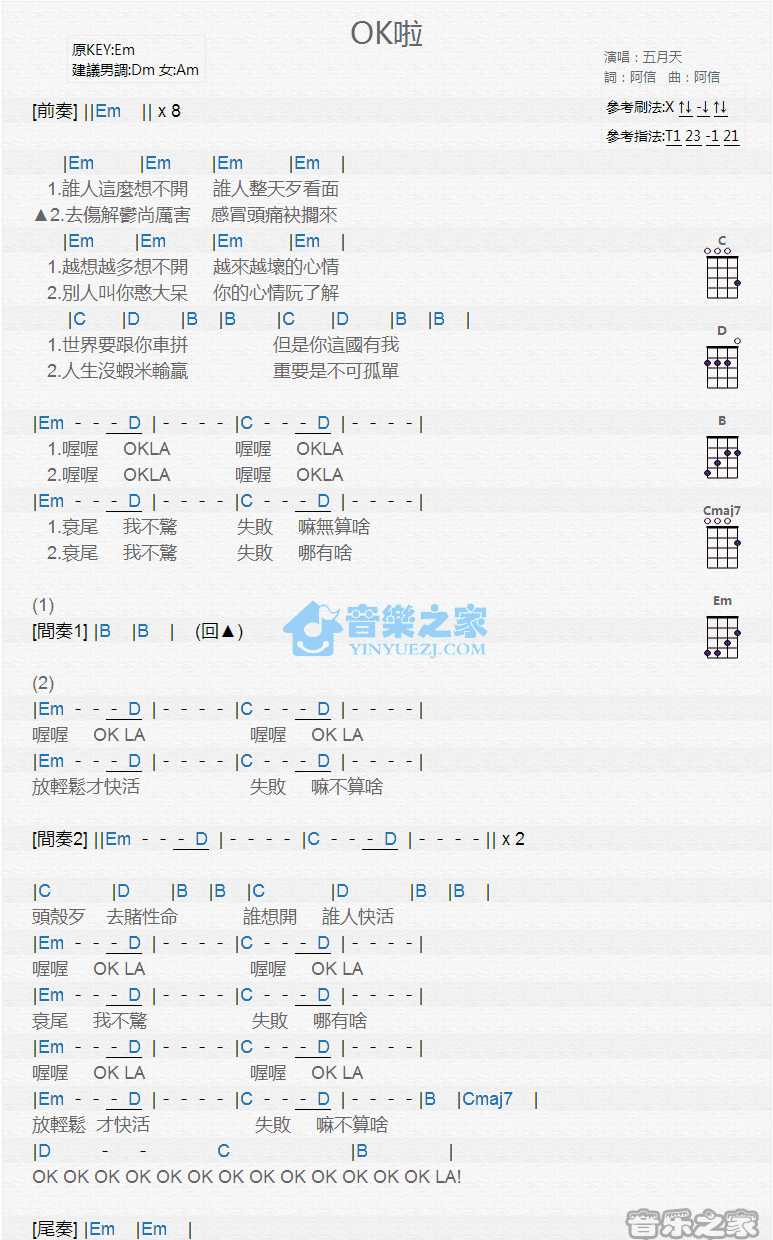 OK啦
原KEY:Em
建議男調:Dm 女:Am
演唱：五月天
詞：阿信 曲：阿信
參考刷法:X ↑↓ -↓ ↑↓
參考指法:T1 23 -1 21
[前奏] ||Em || x 8
|Em |Em |Em |Em |
1.誰人這麼想不開 誰人整天歹看面
▲2.去傷解鬱尚厲害 感冒頭痛袂擱來
|Em |Em |Em |Em |
1.越想越多想不開 越來越壞的心情
2.別人叫你憨大呆 你的心情阮了解
|C |D |B |B |C |D |B |B |
1.世界要跟你車拼 但是你這國有我
2.人生沒蝦米輸贏 重要是不可孤單
|Em - - - D |- - - - |C - - - D |- - - - |
1.喔喔 OKLA 喔喔 OKLA
2.喔喔 OKLA 喔喔 OKLA
|Em - - - D |- - - - |C - - - D |- - - - |
1.衰尾 我不驚 失敗 嘛無算啥
2.衰尾 我不驚 失敗 哪有啥
C
D
B
Cmaj7
Em
(1)
[間奏1] |B |B | (回▲)
音樂之家
YINYUEZJ.COM
(2)
|Em - - - D |- - - - |C - - - D |- - - - |
喔喔 OK LA 喔喔 OK LA
|Em - - - D |- - - - |C - - - D |- - - - |
放輕鬆才快活 失敗 嘛不算啥
[間奏2] ||Em - - - D |- - - - |C - - - D |- - - - || x 2
|C |D |B |B |C |D |B |B |
頭殼歹 去賭性命 誰想開 誰人快活
|Em - - - D |- - - - |C - - - D |- - - - |
喔喔 OK LA 喔喔 OK LA
|Em - - - D |- - - - |C - - - D |- - - - |
衰尾 我不驚 失敗 哪有啥
|Em - - - D |- - - - |C - - - D |- - - - |
喔喔 OK LA 喔喔 OK LA
|Em - - - D |- - - - |C - - - D |- - - - |B |Cmaj7 |
放輕鬆 才快活 失敗 嘛不算啥
|D - - C |B |
OK OK OK OK OK OK OK OK OK OK OK OK OK LA!
[尾奏] |Em |Em |
音乐之家